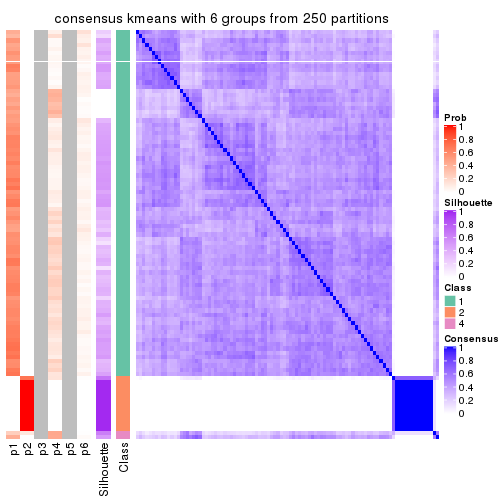 consensus kmeans with 6 groups from 250 partitions
Prob
1
0.8
0.6
0.4
0.2
0
Silhouette
1
0.8
0.6
0.4
0.2
0
Class
1
2
4
Consensus
1
0.8
0.6
0.4
0.2
0
p1
p2
p3
p4
p5
p6
Silhouette
Class